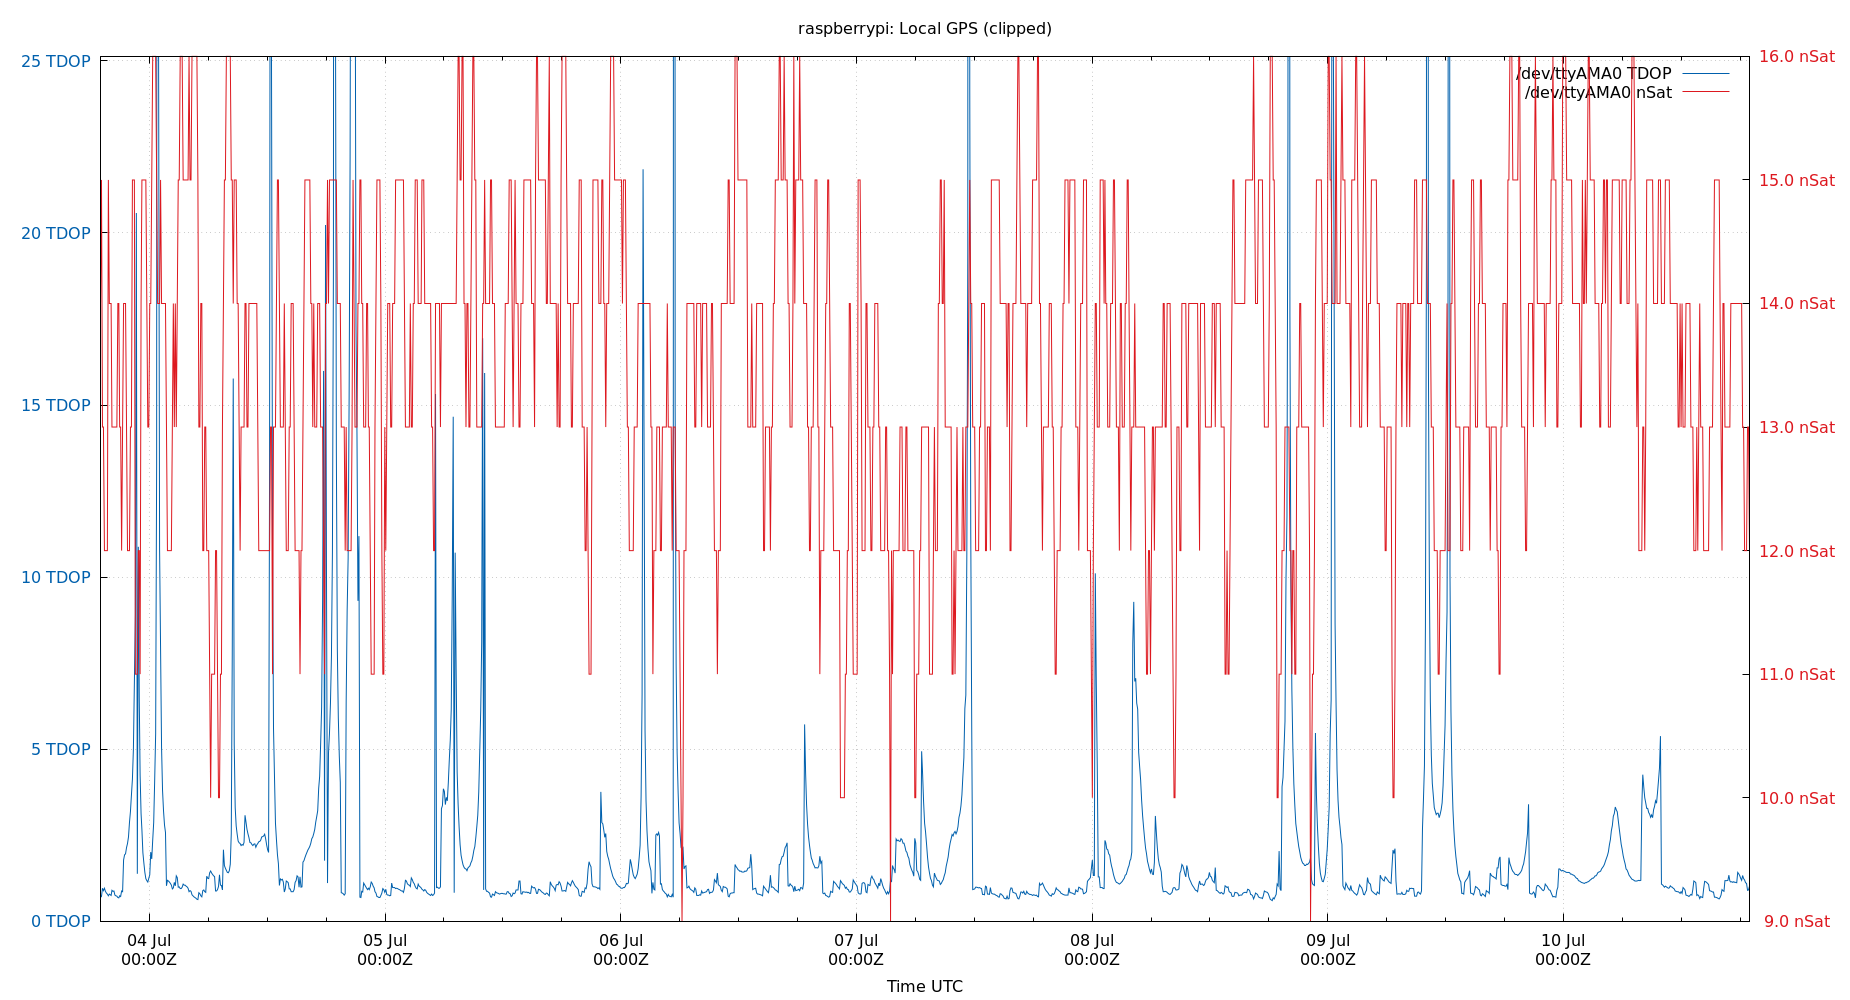 raspberrypi: Local GPS (clipped)
25 TDOP
20 TDOP
15 TDOP
10 TDOP
5 TDOP
0 TDOP
/dev/ttyAMA0 TDOP
/dev/ttyAMA0 nSat
16.0 nSat
15.0 nSat
14.0 nSat
13.0 nSat
12.0 nSat
11.0 nSat
10.0 nSat
9.0 nSat
04 Jul
00:00Z
05 Jul
00:00Z
06 Jul
00:00Z
07 Jul
00:00Z
08 Jul
00:00Z
09 Jul
00:00Z
10 Jul
00:00Z
Time UTC